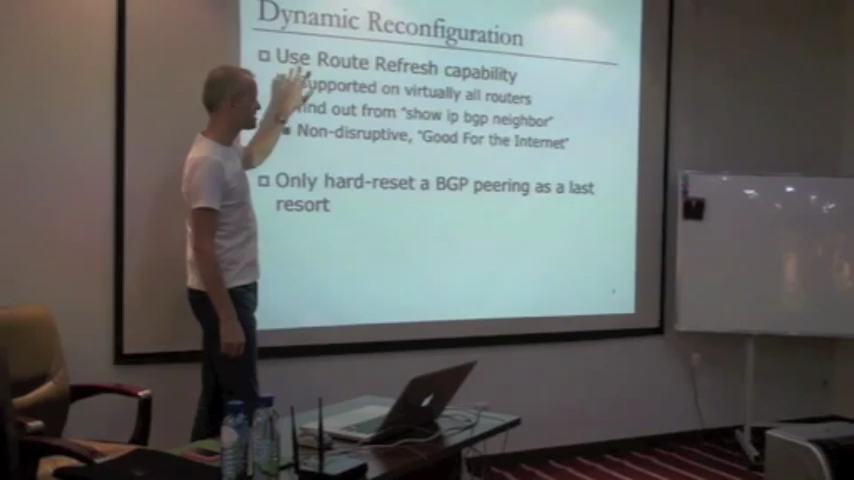 Dynamic Reconfiguration
Use Route Refresh capability
supported on virtually all routers
find out from "show ip bgp neighbor"
Non-disruptive, "Good For the Internet"
Only hard-reset a BGP peering as a last
resort